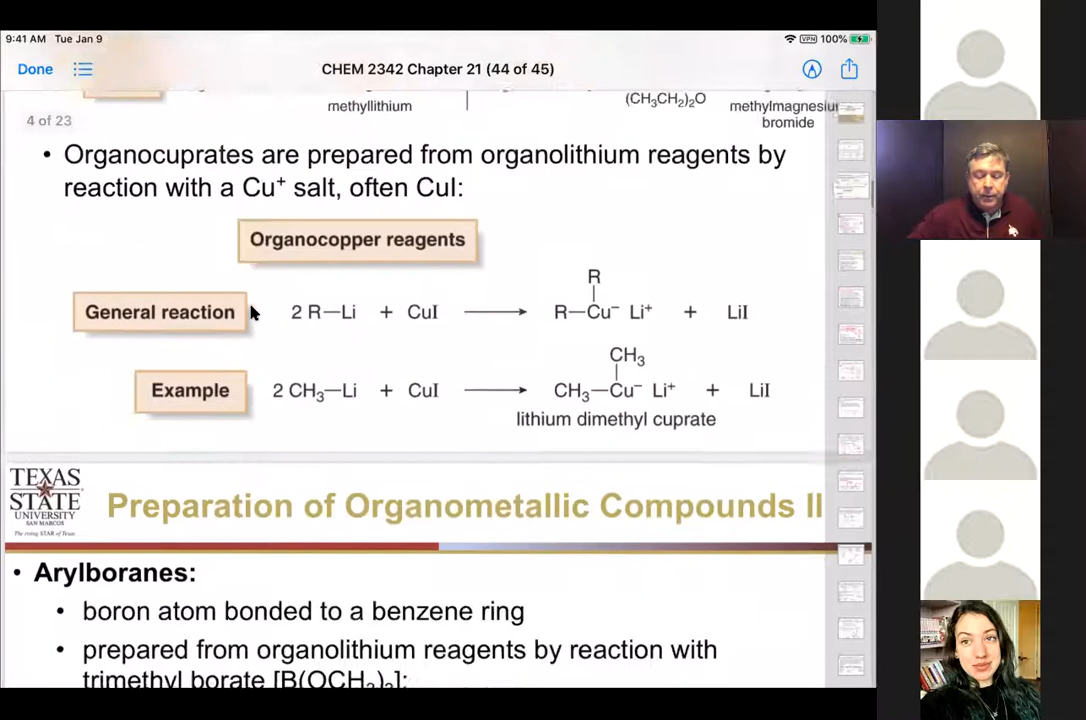 9:41 AM Tue Jan 9
VPN 100%
Done
CHEM 2342 Chapter 21 (44 of 45)
4 of 23
methyllithium
(CH₃CH₂)₂O
methylmagnesiu
bromide
• Organocuprates are prepared from organolithium reagents by
reaction with a Cu⁺ salt, often CuI:
Organocopper reagents
R
General reaction 2 R—Li + CuI → R—Cu⁻ Li⁺ + LiI
CH₃
Example 2 CH₃—Li + CuI → CH₃—Cu⁻ Li⁺ + LiI
lithium dimethyl cuprate
TEXAS
STATE
UNIVERSITY
SAN MARCOS
The rising STAR of Texas
Preparation of Organometallic Compounds II
• Arylboranes:
• boron atom bonded to a benzene ring
• prepared from organolithium reagents by reaction with
trimethyl borate [B(OCH₃)₃]: